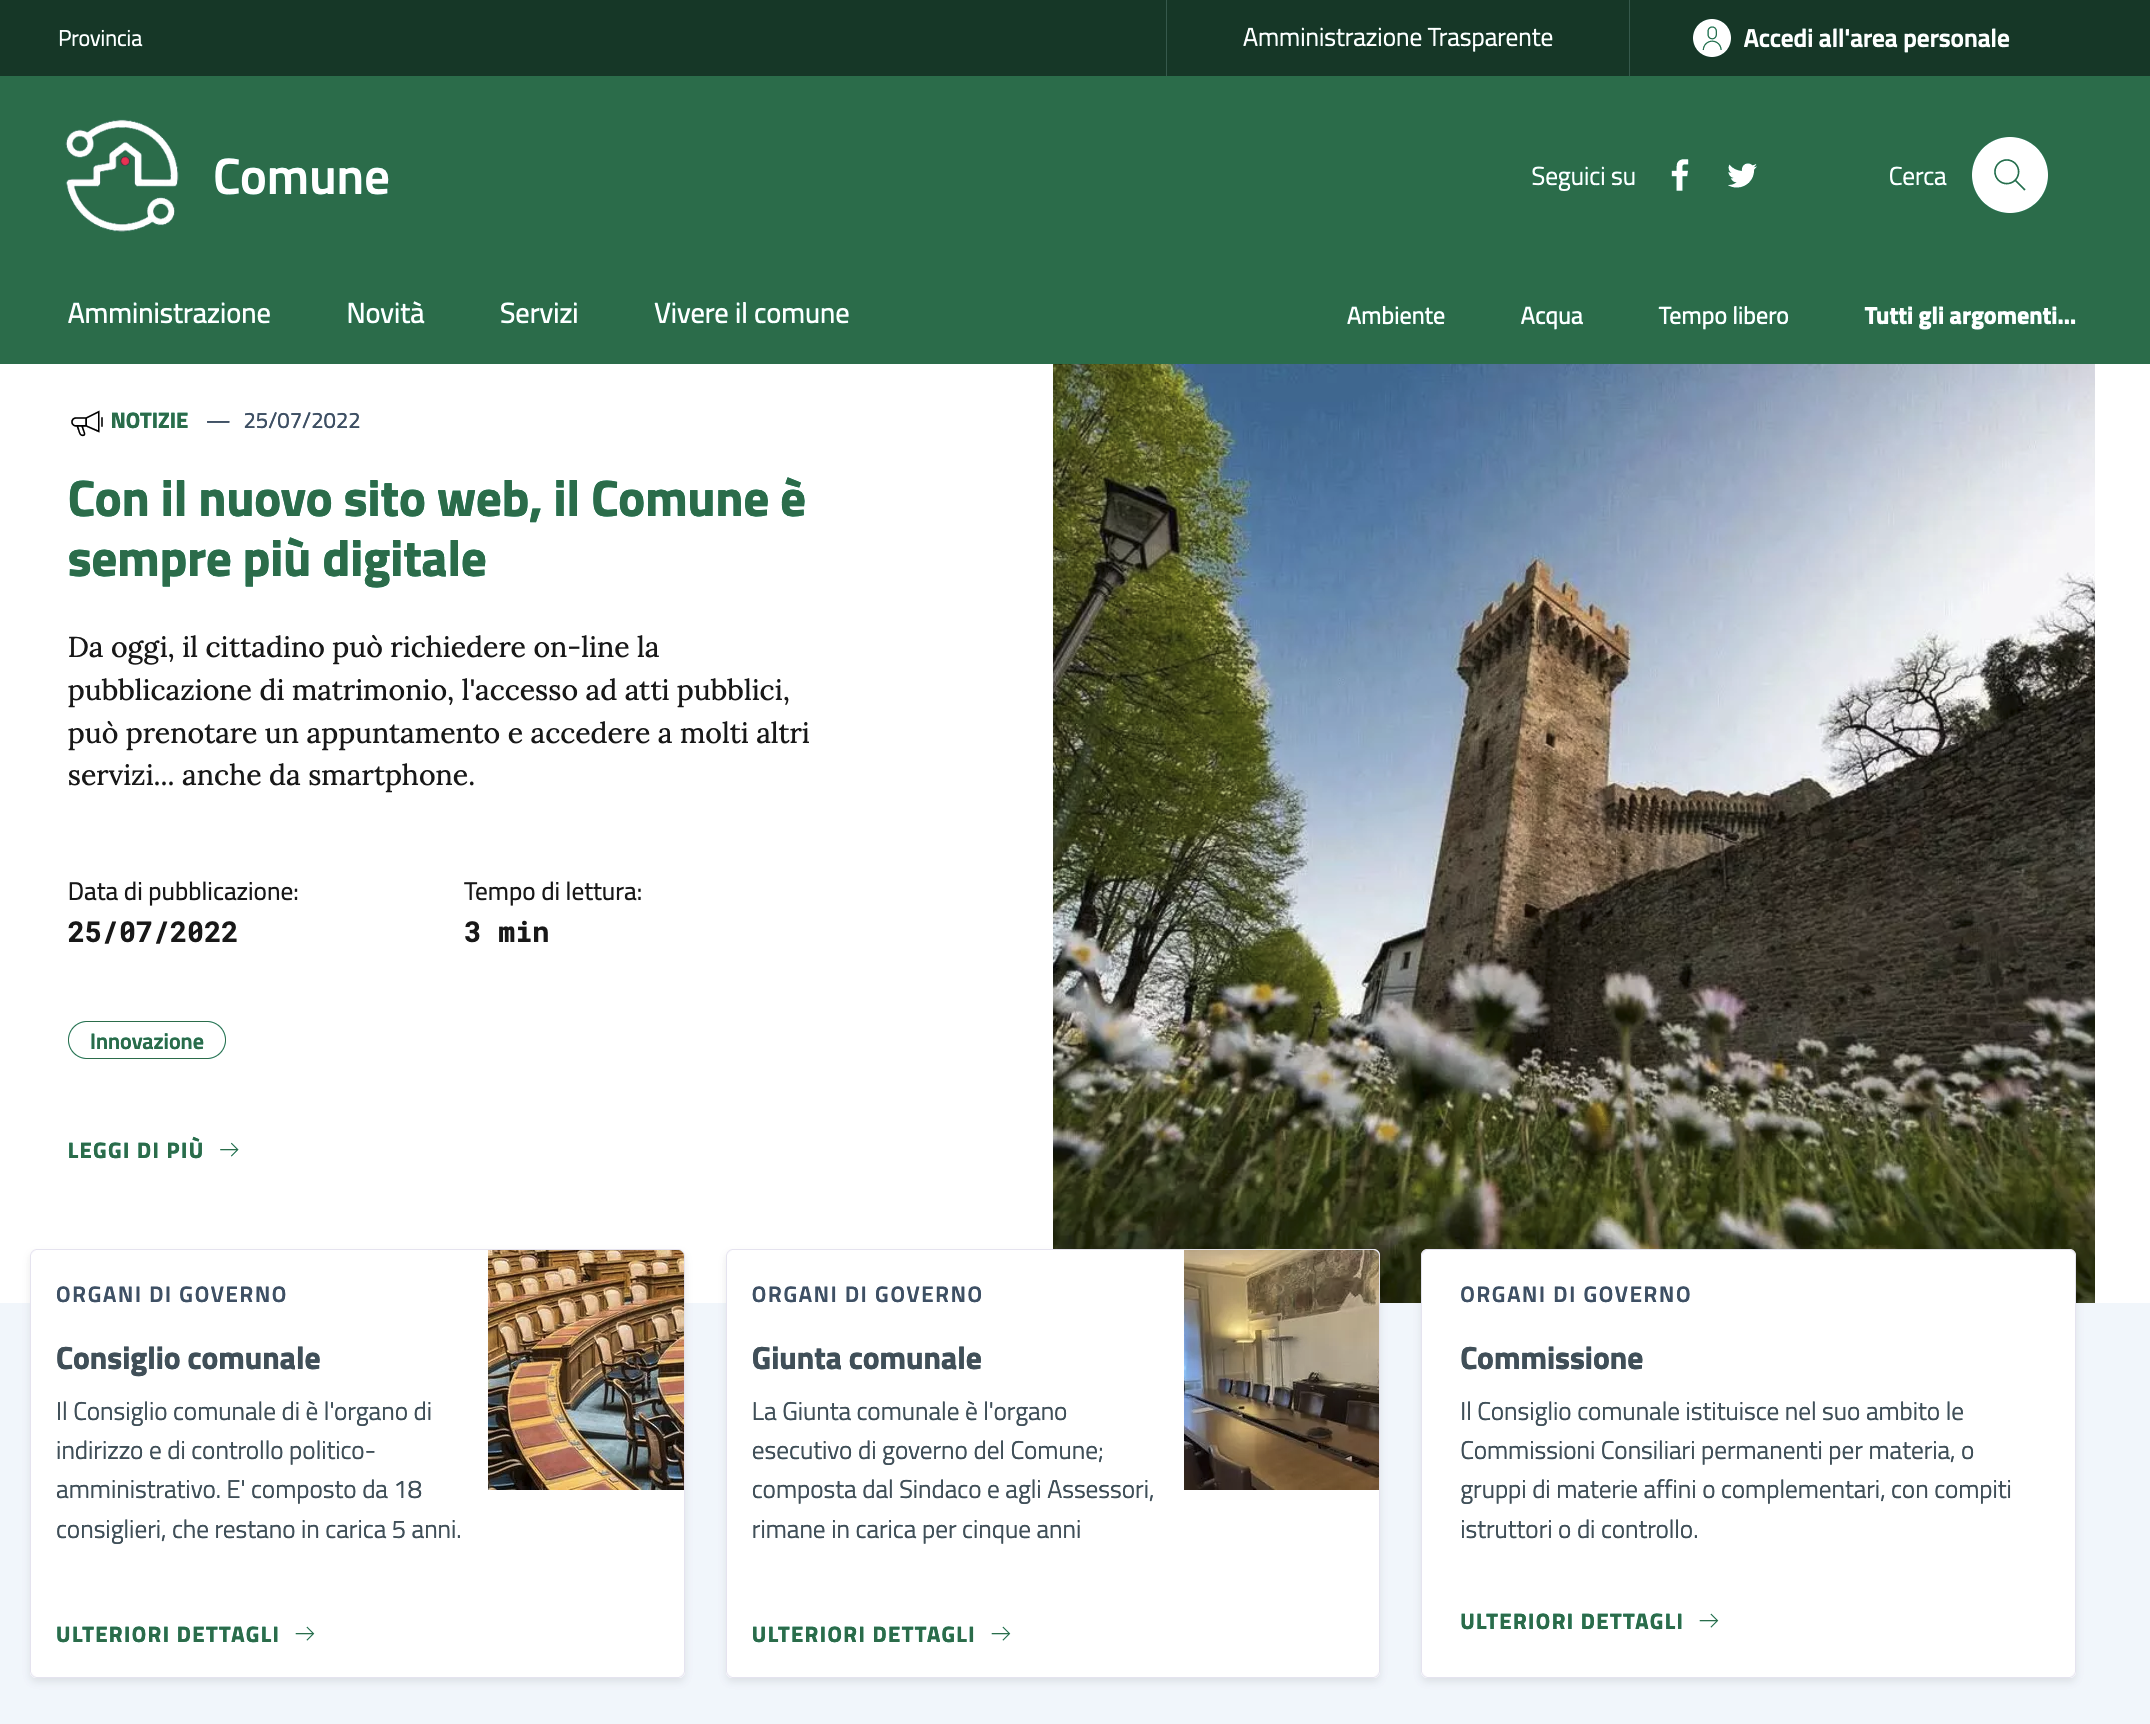 Provincia
Amministrazione Trasparente
Accedi all'area personale
Comune
Seguici su
Cerca
Amministrazione
Novità
Servizi
Vivere il comune
Ambiente
Acqua
Tempo libero
Tutti gli argomenti...
NOTIZIE — 25/07/2022
Con il nuovo sito web, il Comune è
sempre più digitale
Da oggi, il cittadino può richiedere on-line la
pubblicazione di matrimonio, l'accesso ad atti pubblici,
può prenotare un appuntamento e accedere a molti altri
servizi... anche da smartphone.
Data di pubblicazione:
25/07/2022
Tempo di lettura:
3 min
Innovazione
LEGGI DI PIÙ
ORGANI DI GOVERNO
Consiglio comunale
Il Consiglio comunale di è l'organo di
indirizzo e di controllo politico-
amministrativo. E' composto da 18
consiglieri, che restano in carica 5 anni.
ULTERIORI DETTAGLI
ORGANI DI GOVERNO
Giunta comunale
La Giunta comunale è l'organo
esecutivo di governo del Comune;
composta dal Sindaco e agli Assessori,
rimane in carica per cinque anni
ULTERIORI DETTAGLI
ORGANI DI GOVERNO
Commissione
Il Consiglio comunale istituisce nel suo ambito le
Commissioni Consiliari permanenti per materia, o
gruppi di materie affini o complementari, con compiti
istruttori o di controllo.
ULTERIORI DETTAGLI